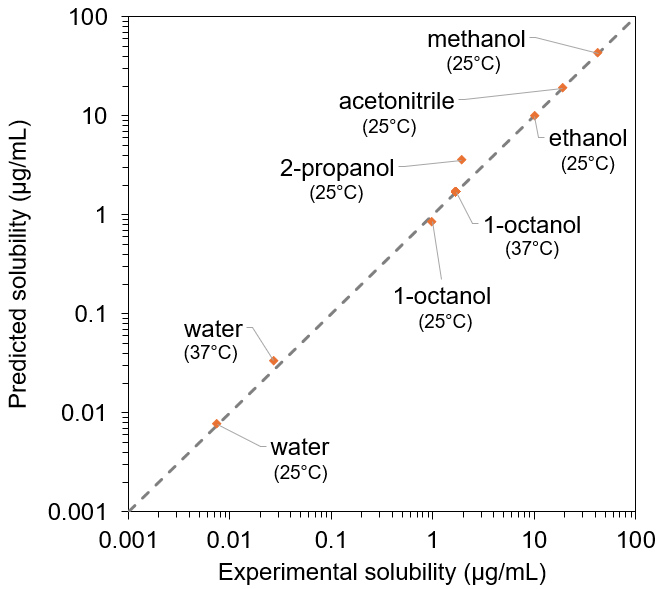 100
10
1
0.1
0.01
0.001
Predicted solubility (µg/mL)
methanol
(25°C)
acetonitrile
(25°C)
ethanol
(25°C)
2-propanol
(25°C)
1-octanol
(37°C)
1-octanol
(25°C)
water
(37°C)
water
(25°C)
0.001 0.01 0.1 1 10 100
Experimental solubility (µg/mL)